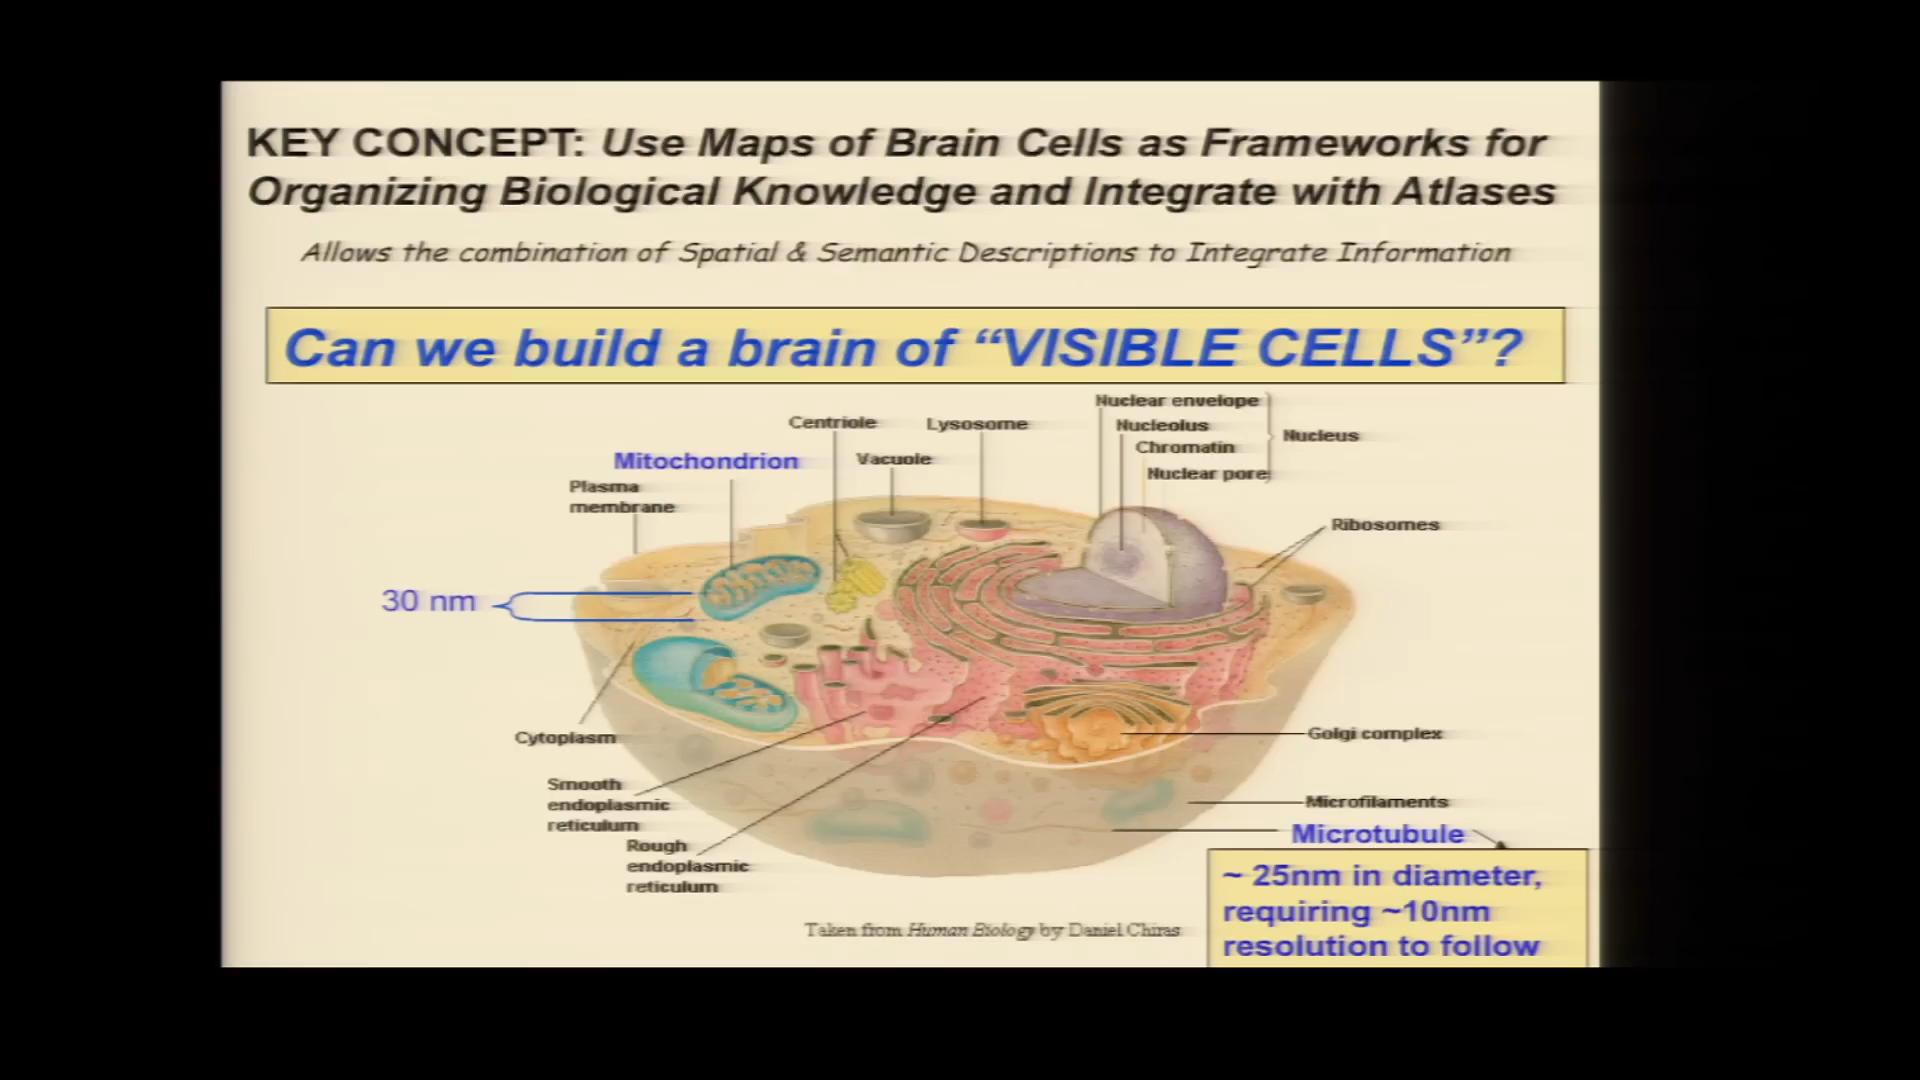 KEY CONCEPT: Use Maps of Brain Cells as Frameworks for
Organizing Biological Knowledge and Integrate with Atlases
Allows the combination of Spatial & Semantic Descriptions to Integrate Information
Can we build a brain of “VISIBLE CELLS”?
Nuclear envelope
Centriole
Lysosome
Nucleolus
Nucleus
Chromatin
Mitochondrion
Vacuole
Nuclear pore
Plasma
membrane
Ribosomes
30 nm
Cytoplasm
Golgi complex
Smooth
endoplasmic
reticulum
Microfilaments
Microtubule
Rough
endoplasmic
reticulum
~ 25nm in diameter,
requiring ~10nm
resolution to follow
Taken from Human Biology by Daniel Chiras